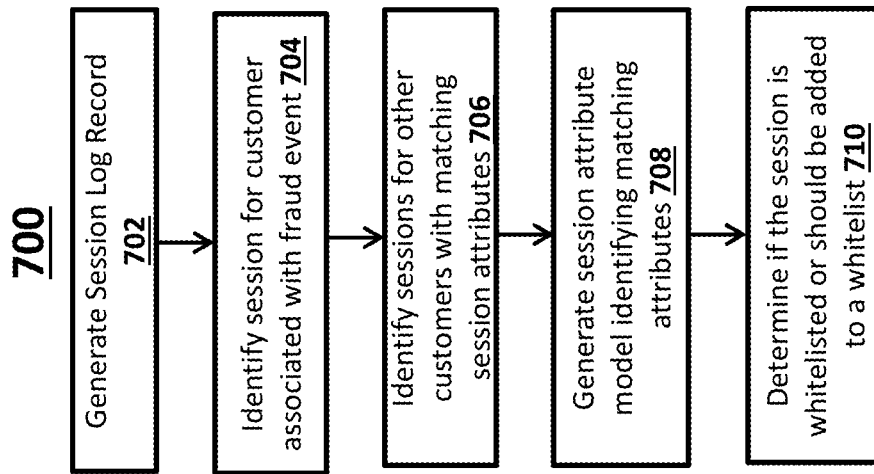 700
Generate Session Log Record
702
Identify session for customer
associated with fraud event 704
Identify sessions for other
customers with matching
session attributes 706
Generate session attribute
model identifying matching
attributes 708
Determine if the session is
whitelisted or should be added
to a whitelist 710